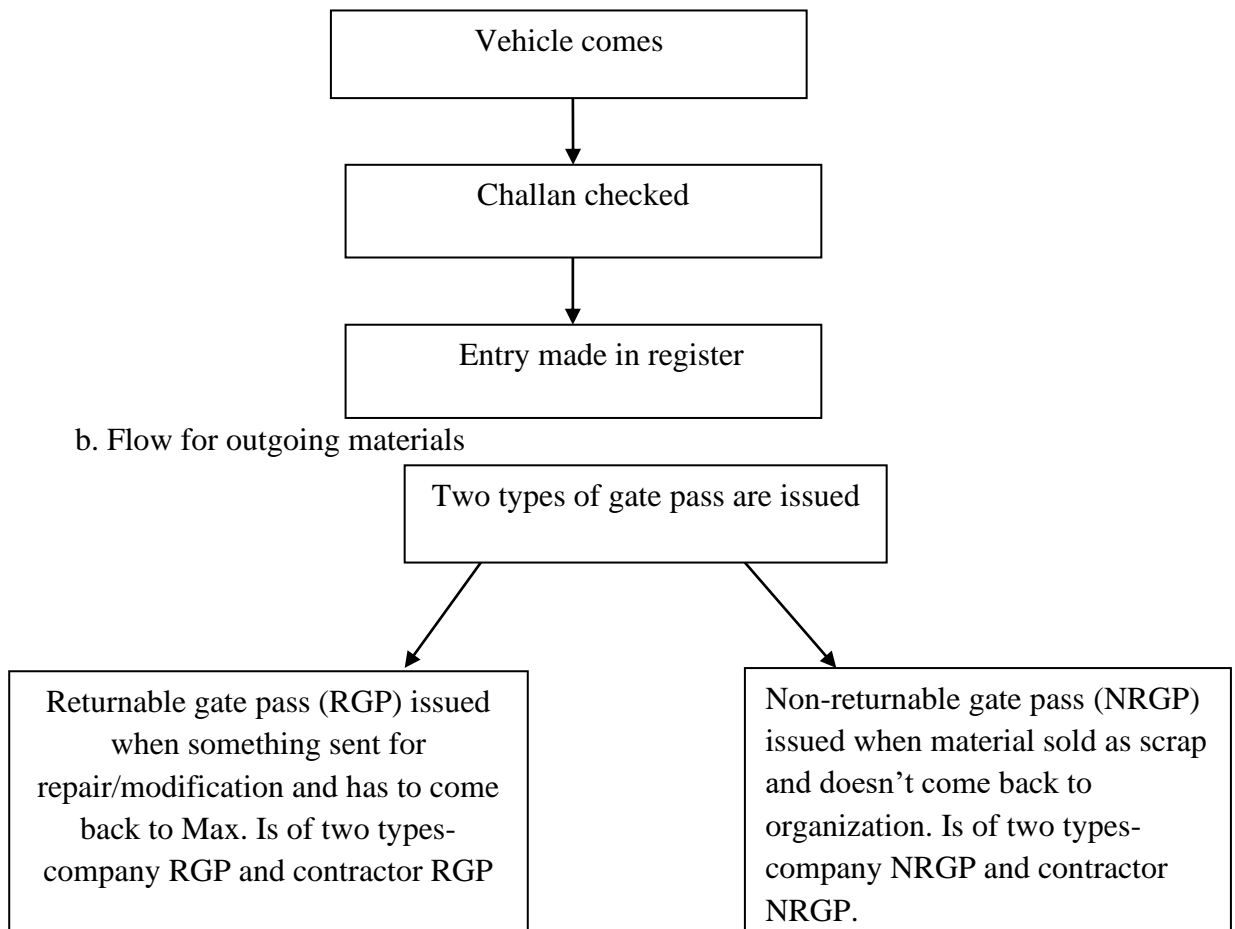 Vehicle comes
Challan checked
Entry made in register
b. Flow for outgoing materials
Two types of gate pass are issued
Returnable gate pass (RGP) issued
when something sent for
repair/modification and has to come
back to Max. Is of two types-
company RGP and contractor RGP
Non-returnable gate pass (NRGP)
issued when material sold as scrap
and doesn’t come back to
organization. Is of two types-
company NRGP and contractor
NRGP.